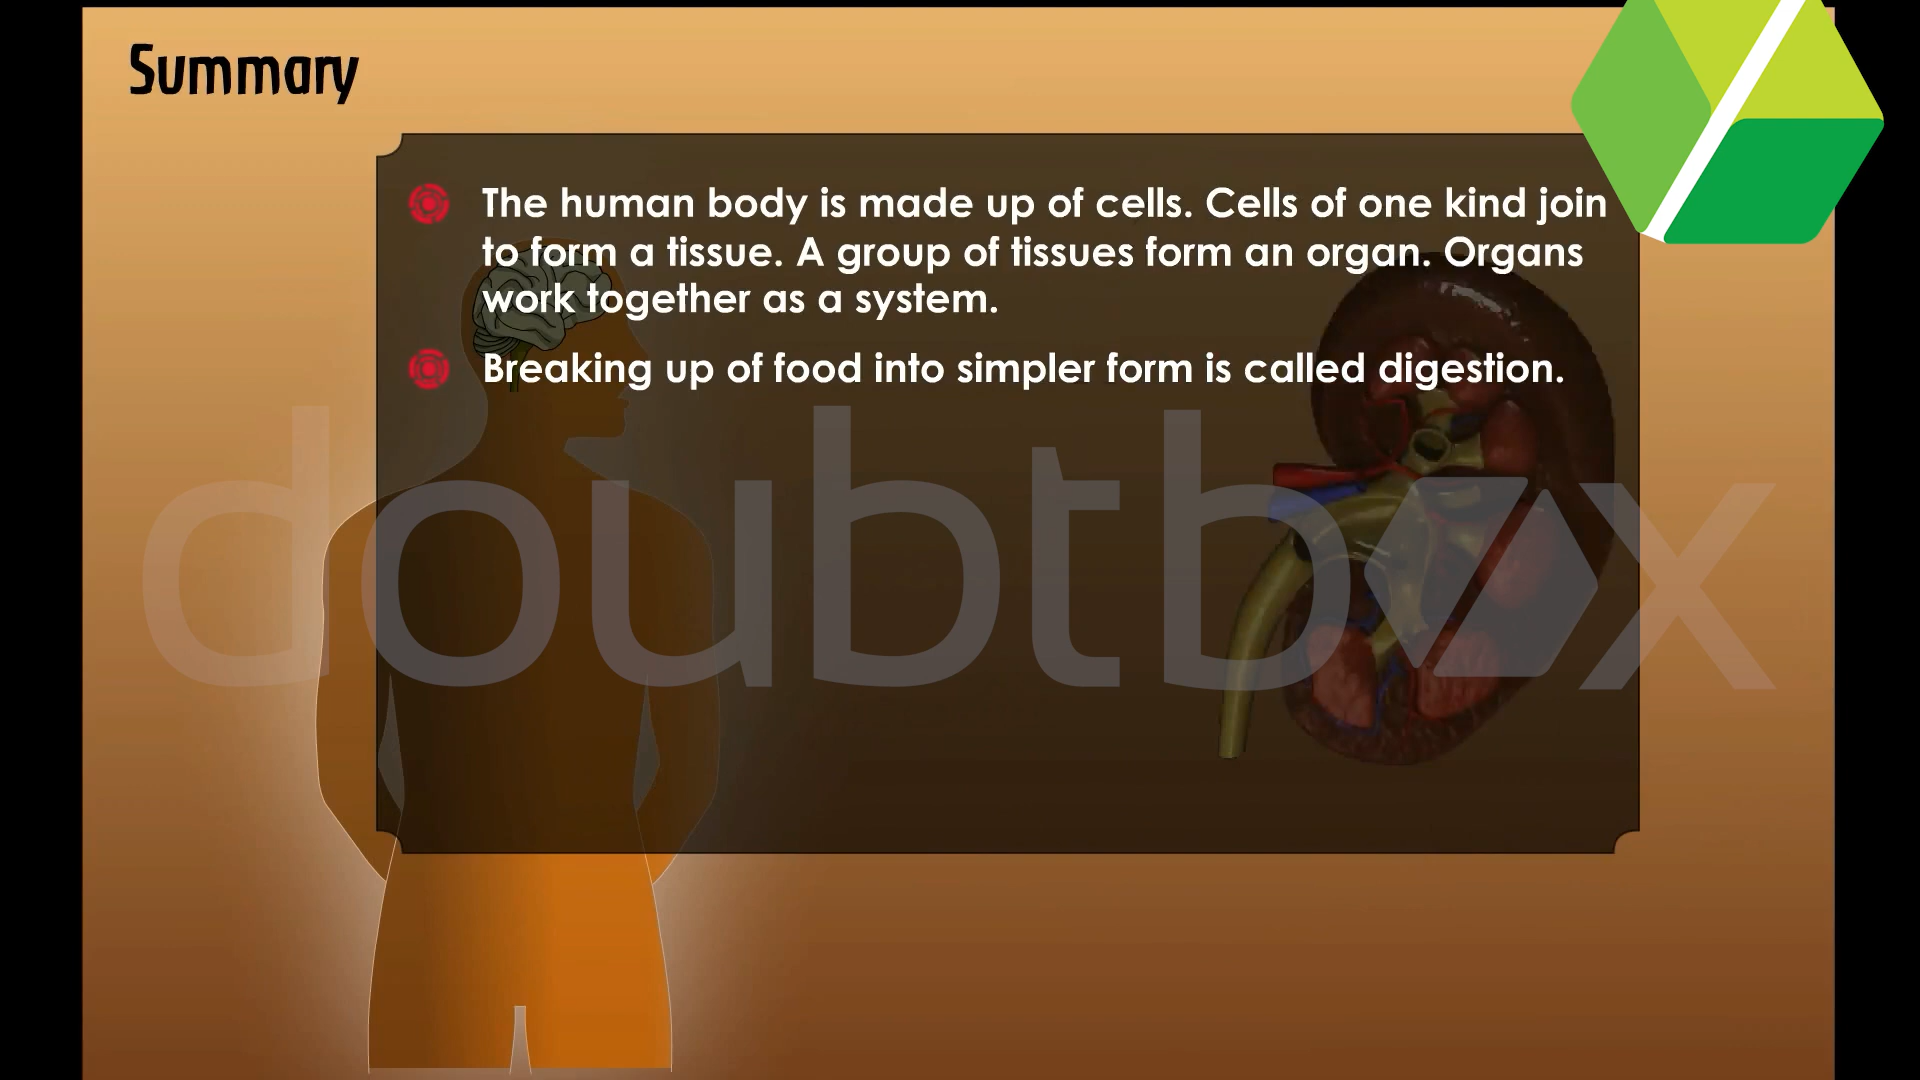 Summary
The human body is made up of cells. Cells of one kind join
to form a tissue. A group of tissues form an organ. Organs
work together as a system.
Breaking up of food into simpler form is called digestion.
doubtbox